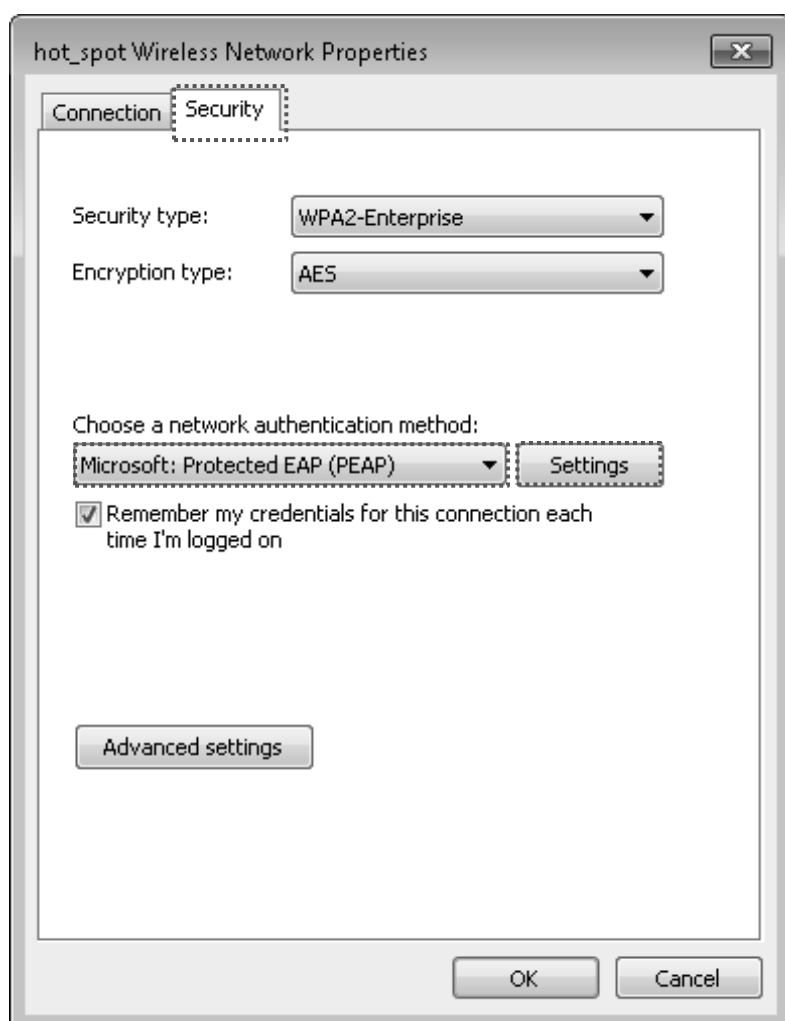 hot_spot Wireless Network Properties
Connection Security
Security type: WPA2-Enterprise
Encryption type: AES
Choose a network authentication method:
Microsoft: Protected EAP (PEAP) Settings
Remember my credentials for this connection each
time I'm logged on
Advanced settings
OK Cancel